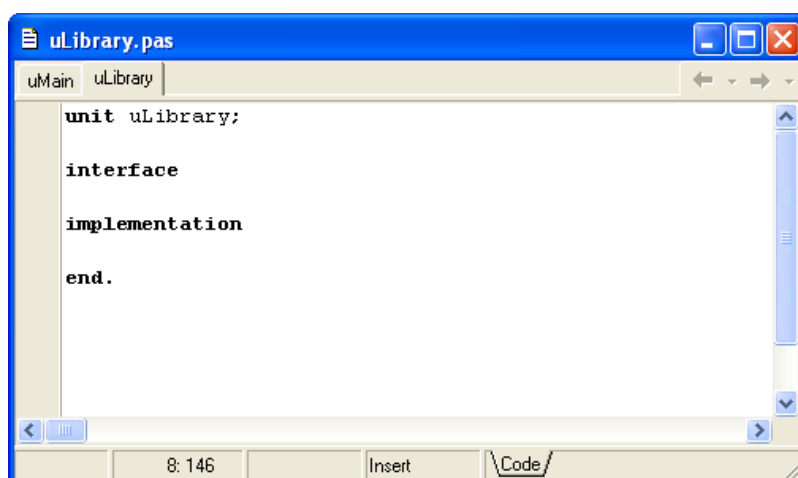 uLibrary.pas
uMain uLibrary
unit uLibrary;
interface
implementation
end.
8: 146 Insert Code